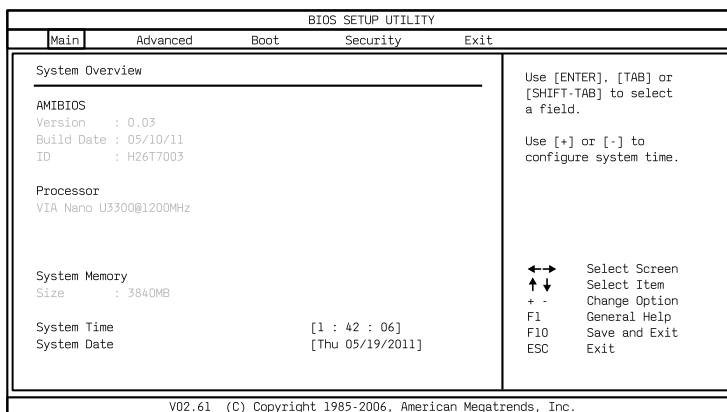 BIOS SETUP UTILITY
Main Advanced Boot Security Exit
System Overview
AMIBIOS
Version : 0.03
Build Date : 05/10/11
ID : H26T7003
Processor
VIA Nano U3300@1200MHz
System Memory
Size : 3840MB
System Time [1 : 42 : 06]
System Date [Thu 05/19/2011]
Use [ENTER], [TAB] or
[SHIFT-TAB] to select
a field.
Use [+] or [-] to
configure system time.
←→ Select Screen
↑↓ Select Item
+ - Change Option
F1 General Help
F10 Save and Exit
ESC Exit
V02.61 (C) Copyright 1985-2006, American Megatrends, Inc.